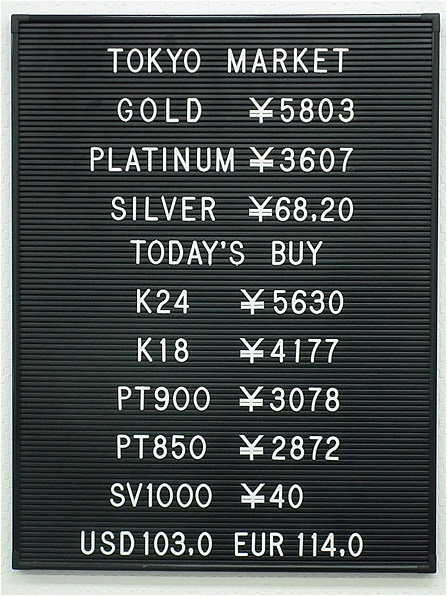 TOKYO MARKET
GOLD ¥5803
PLATINUM ¥3607
SILVER ¥68.20
TODAY'S BUY
K24 ¥5630
K18 ¥4177
PT900 ¥3078
PT850 ¥2872
SV1000 ¥40
USD103.0 EUR 114.0